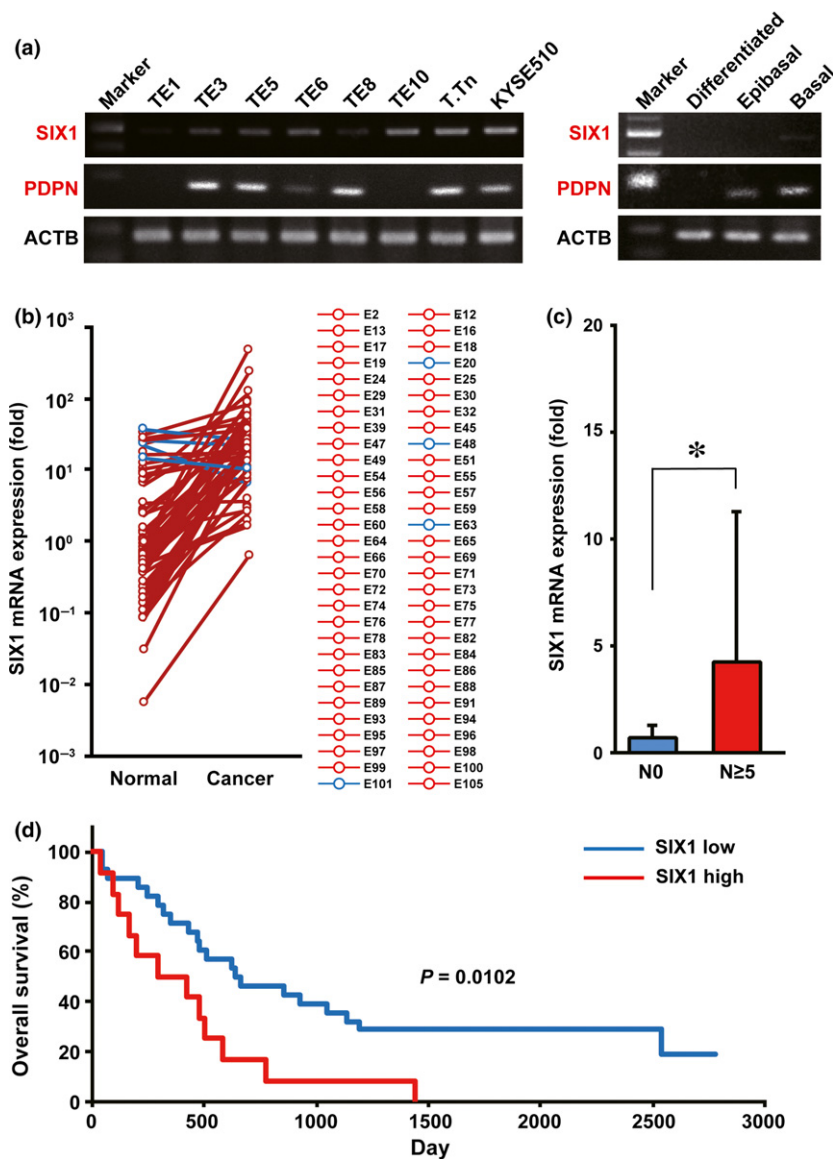 (a)
Marker TE1 TE3 TE5 TE6 TE8 TE10 T.Tn KYSE510
SIX1
PDPN
ACTB
Marker Differentiated Epibasal Basal
SIX1
PDPN
ACTB
(b)
SIX1 mRNA expression (fold)
10³
10²
10¹
10⁰
10⁻¹
10⁻²
10⁻³
Normal Cancer
E2 E12
E13 E16
E17 E18
E19 E20
E24 E25
E29 E30
E31 E32
E39 E45
E47 E48
E49 E51
E54 E55
E56 E57
E58 E59
E60 E63
E64 E65
E66 E69
E70 E71
E72 E73
E74 E75
E76 E77
E78 E82
E83 E84
E85 E86
E87 E88
E89 E91
E93 E94
E95 E96
E97 E98
E99 E100
E101 E105
(c)
SIX1 mRNA expression (fold)
20
15
10
5
0
*
N0 N≥5
(d)
Overall survival (%)
100
80
60
40
20
0
SIX1 low
SIX1 high
P = 0.0102
0 500 1000 1500 2000 2500 3000
Day